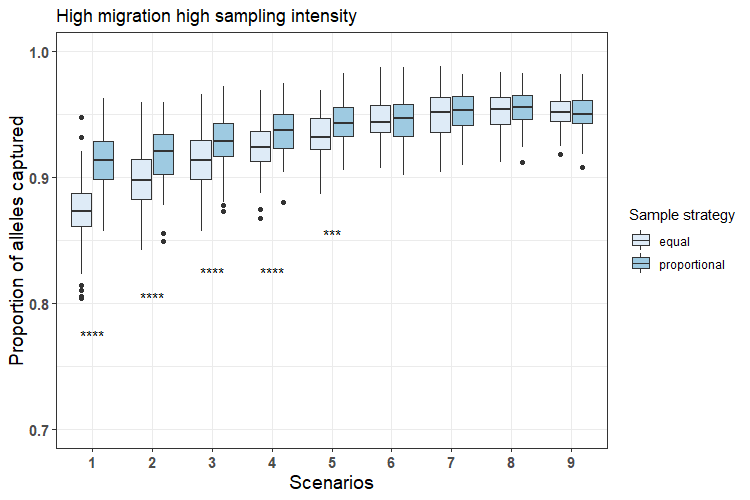 High migration high sampling intensity
Proportion of alleles captured
1.0
0.9
0.8
0.7
****
****
****
****
***
1 2 3 4 5 6 7 8 9
Scenarios
Sample strategy
equal
proportional